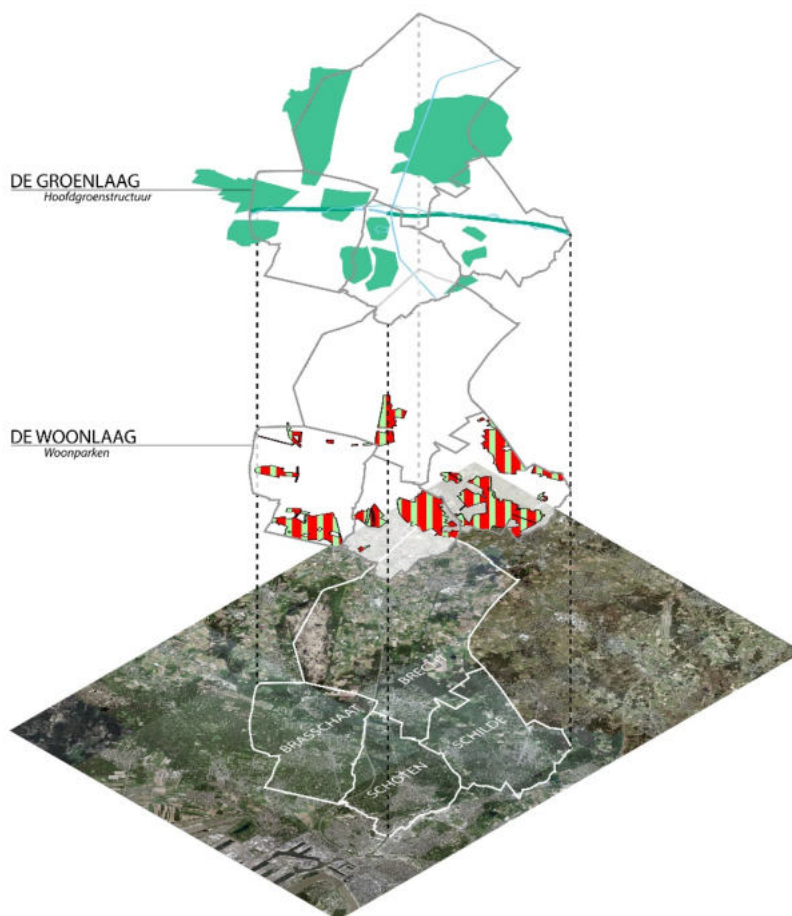 DE GROENLAAG
Hoofdgroenstructuur
DE WOONLAAG
Woonparken
BRECHT
BRASSCHAAT
SCHILDE
SCHOTEN